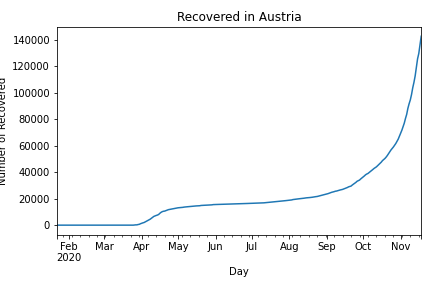 Recovered in Austria
Number of Recovered
140000
120000
100000
80000
60000
40000
20000
0
Feb Mar Apr May Jun Jul Aug Sep Oct Nov
2020
Day